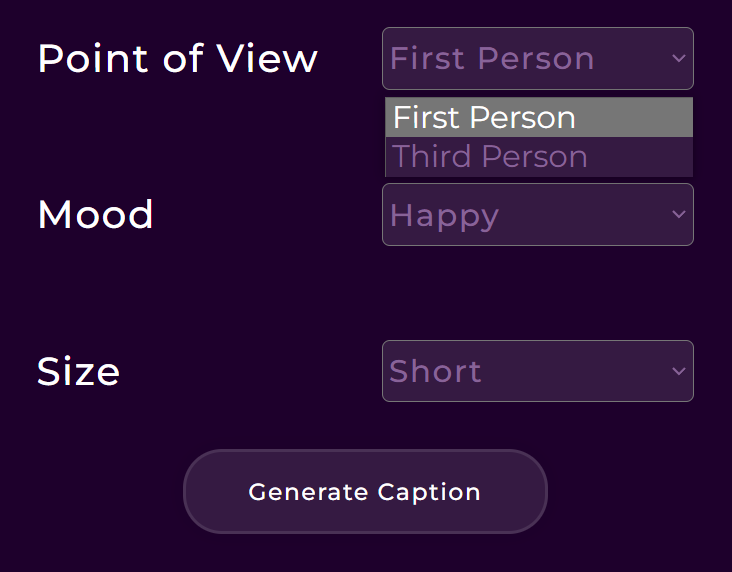 Point of View First Person
First Person
Third Person
Mood Happy
Size Short
Generate Caption